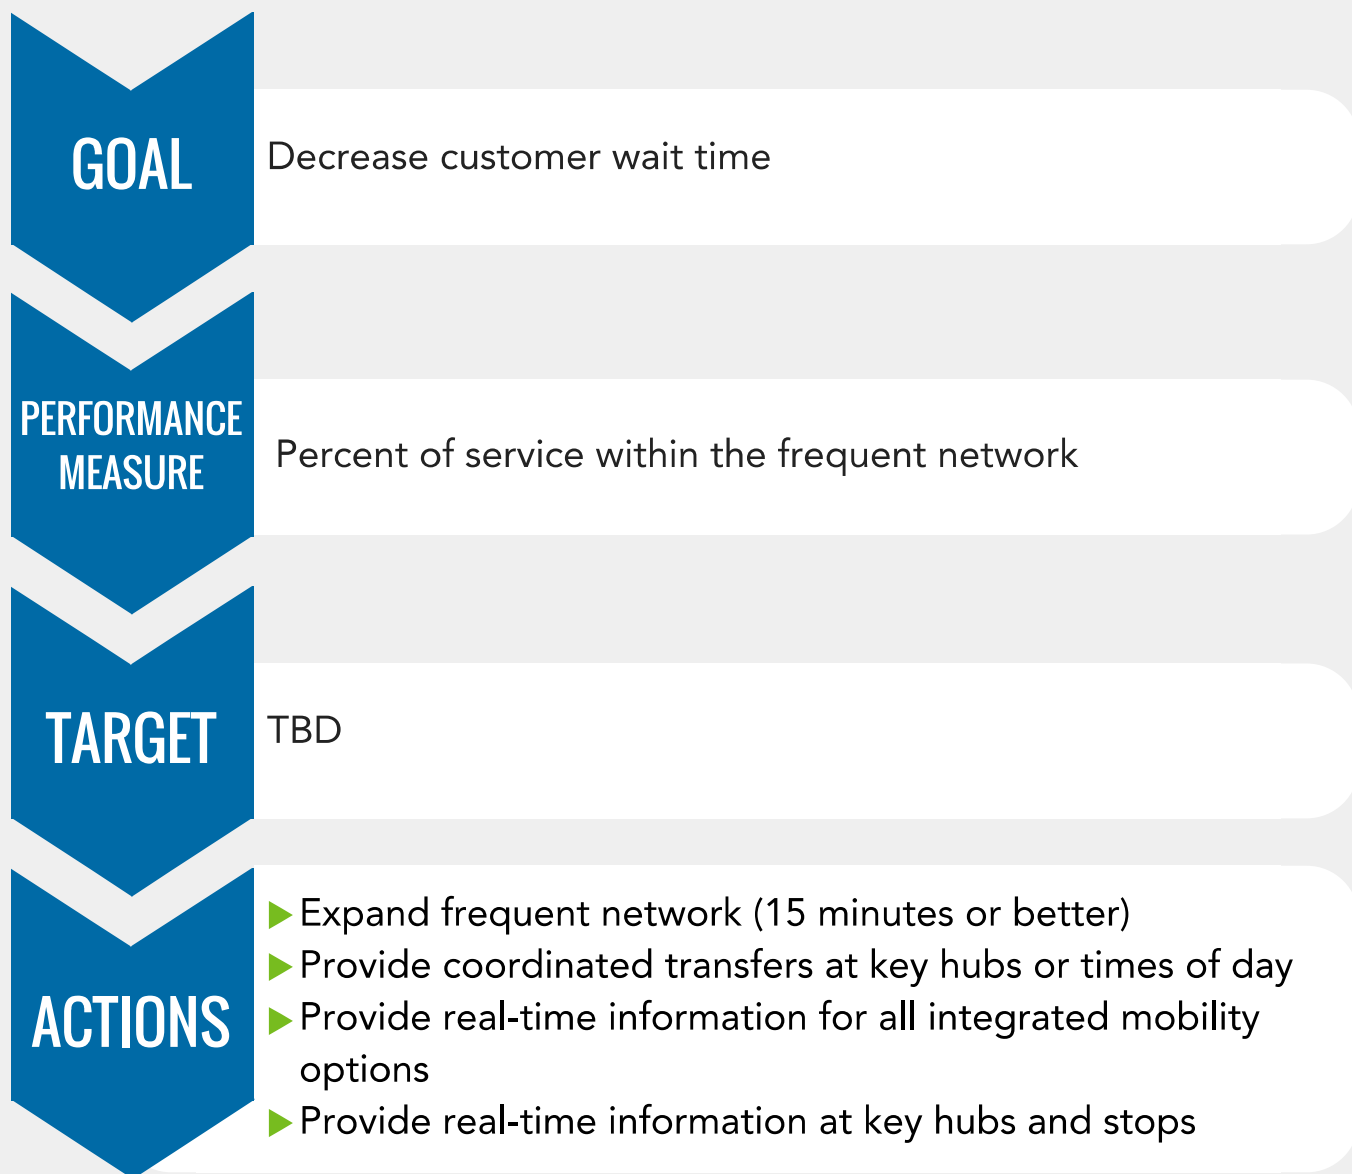 GOAL
Decrease customer wait time
PERFORMANCE
MEASURE
Percent of service within the frequent network
TARGET
TBD
ACTIONS
Expand frequent network (15 minutes or better)
Provide coordinated transfers at key hubs or times of day
Provide real-time information for all integrated mobility
options
Provide real-time information at key hubs and stops